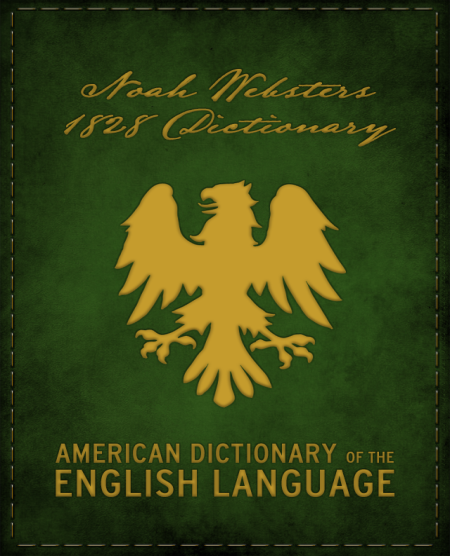 Noah Websters
1828 Dictionary
AMERICAN DICTIONARY OF THE
ENGLISH LANGUAGE